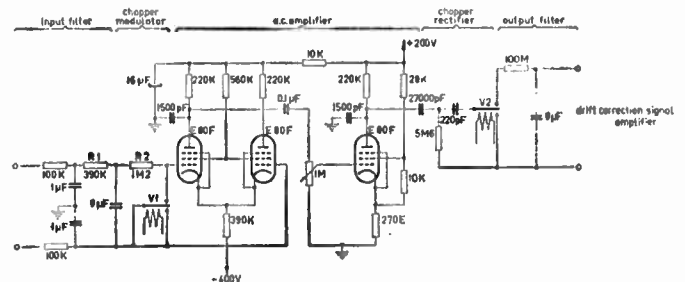 input filter
chopper modulator
a.c. amplifier
chopper rectifier
output filter
+200V
10K
16µF
220K
560K
220K
220K
28K
100M
1500pF
0,1µF
1500pF
27000pF
220pF
V2
8µF
drift correction signal amplifier
E80F
E80F
E80F
5M6
R1
R2
100K
390K
1M2
1M
10K
1µF
8µF
V1
1µF
390K
270E
100K
-400V